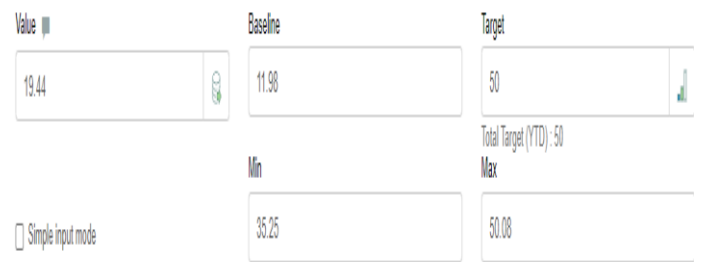 Value Baseline Target
19.44 11.98 50
Total Target (YTD) : 50
Min Max
Simple input mode 35.25 50.08